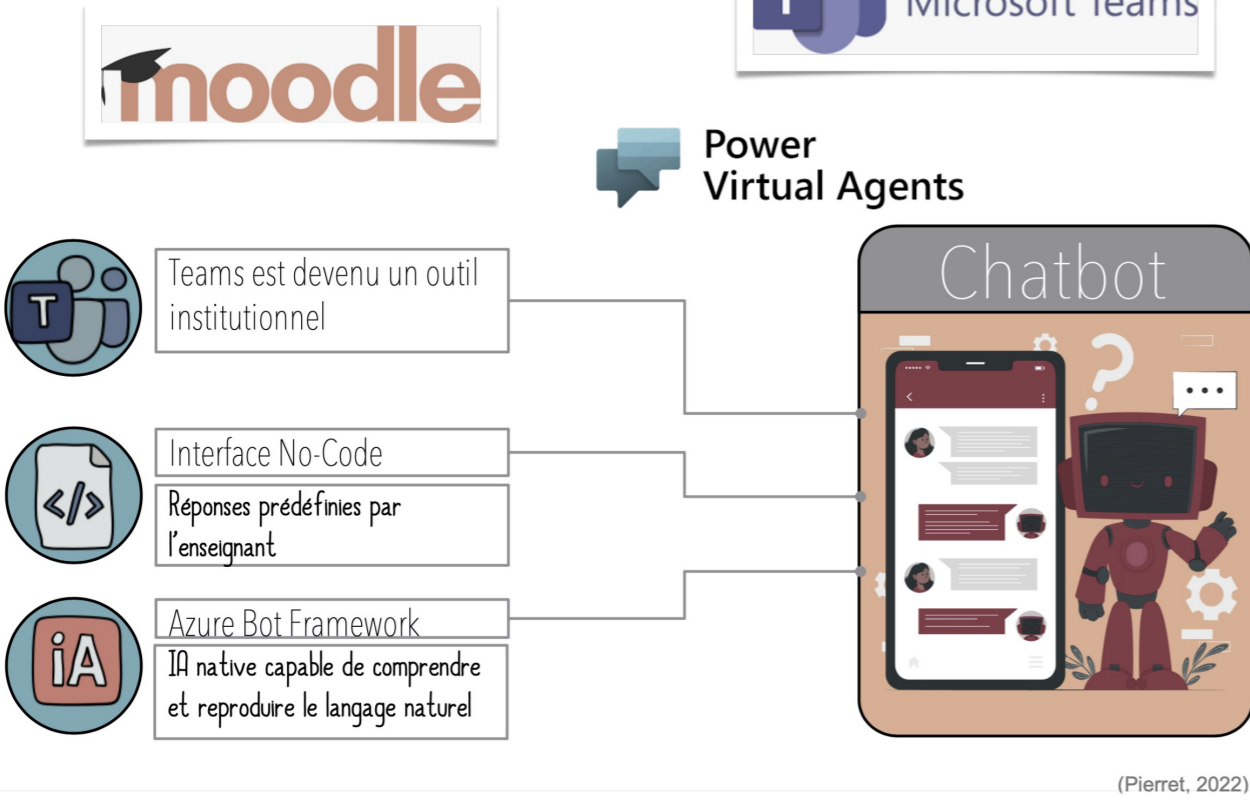 Microsoft Teams
moodle
Power
Virtual Agents
Chatbot
T
Teams est devenu un outil
institutionnel
</>
Interface No-Code
Réponses prédéfinies par
l'enseignant
iA
Azure Bot Framework
IA native capable de comprendre
et reproduire le langage naturel
(Pierret, 2022)